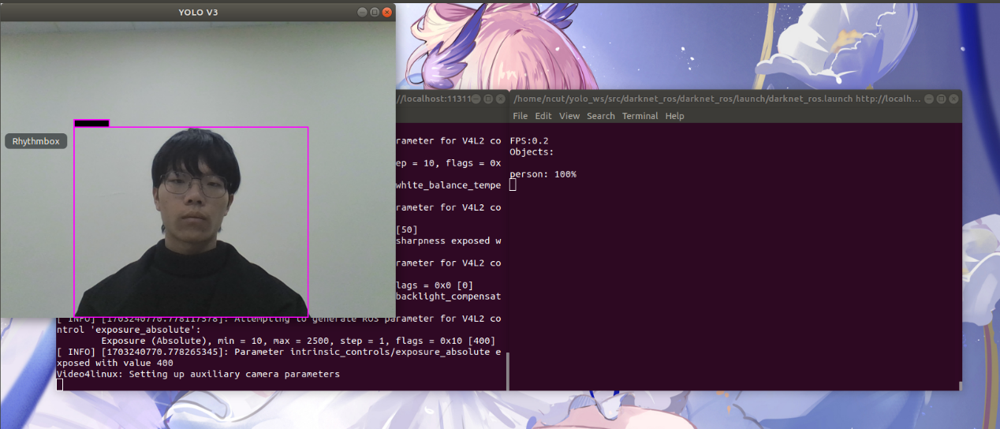 YOLO V3
Rhythmbox
//localhost:11311
rameter for V4L2 co
ep = 10, flags = 0x
white_balance_tempe
rameter for V4L2 co
[50]
sharpness exposed w
rameter for V4L2 co
lags = 0x0 [0]
backlight_compensat
[ INFO] [1703240770.778117578]: Attempting to generate ROS parameter for V4L2 co
ntrol 'exposure_absolute':
Exposure (Absolute), min = 10, max = 2500, step = 1, flags = 0x10 [400]
[ INFO] [1703240770.778265345]: Parameter intrinsic_controls/exposure_absolute e
xposed with value 400
Video4linux: Setting up auxiliary camera parameters
/home/ncut/yolo_ws/src/darknet_ros/darknet_ros/launch/darknet_ros.launch http://localh...
File Edit View Search Terminal Help
FPS:0.2
Objects:
person: 100%